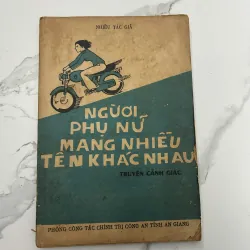 NHIỀU TÁC GIẢ
NGƯỜI
PHỤ NỮ
MANG NHIỀU
TÊN KHÁC NHAU
TRUYỆN CẢNH GIÁC
PHÒNG CÔNG TÁC CHÍNH TRỊ CÔNG AN TỈNH AN GIANG